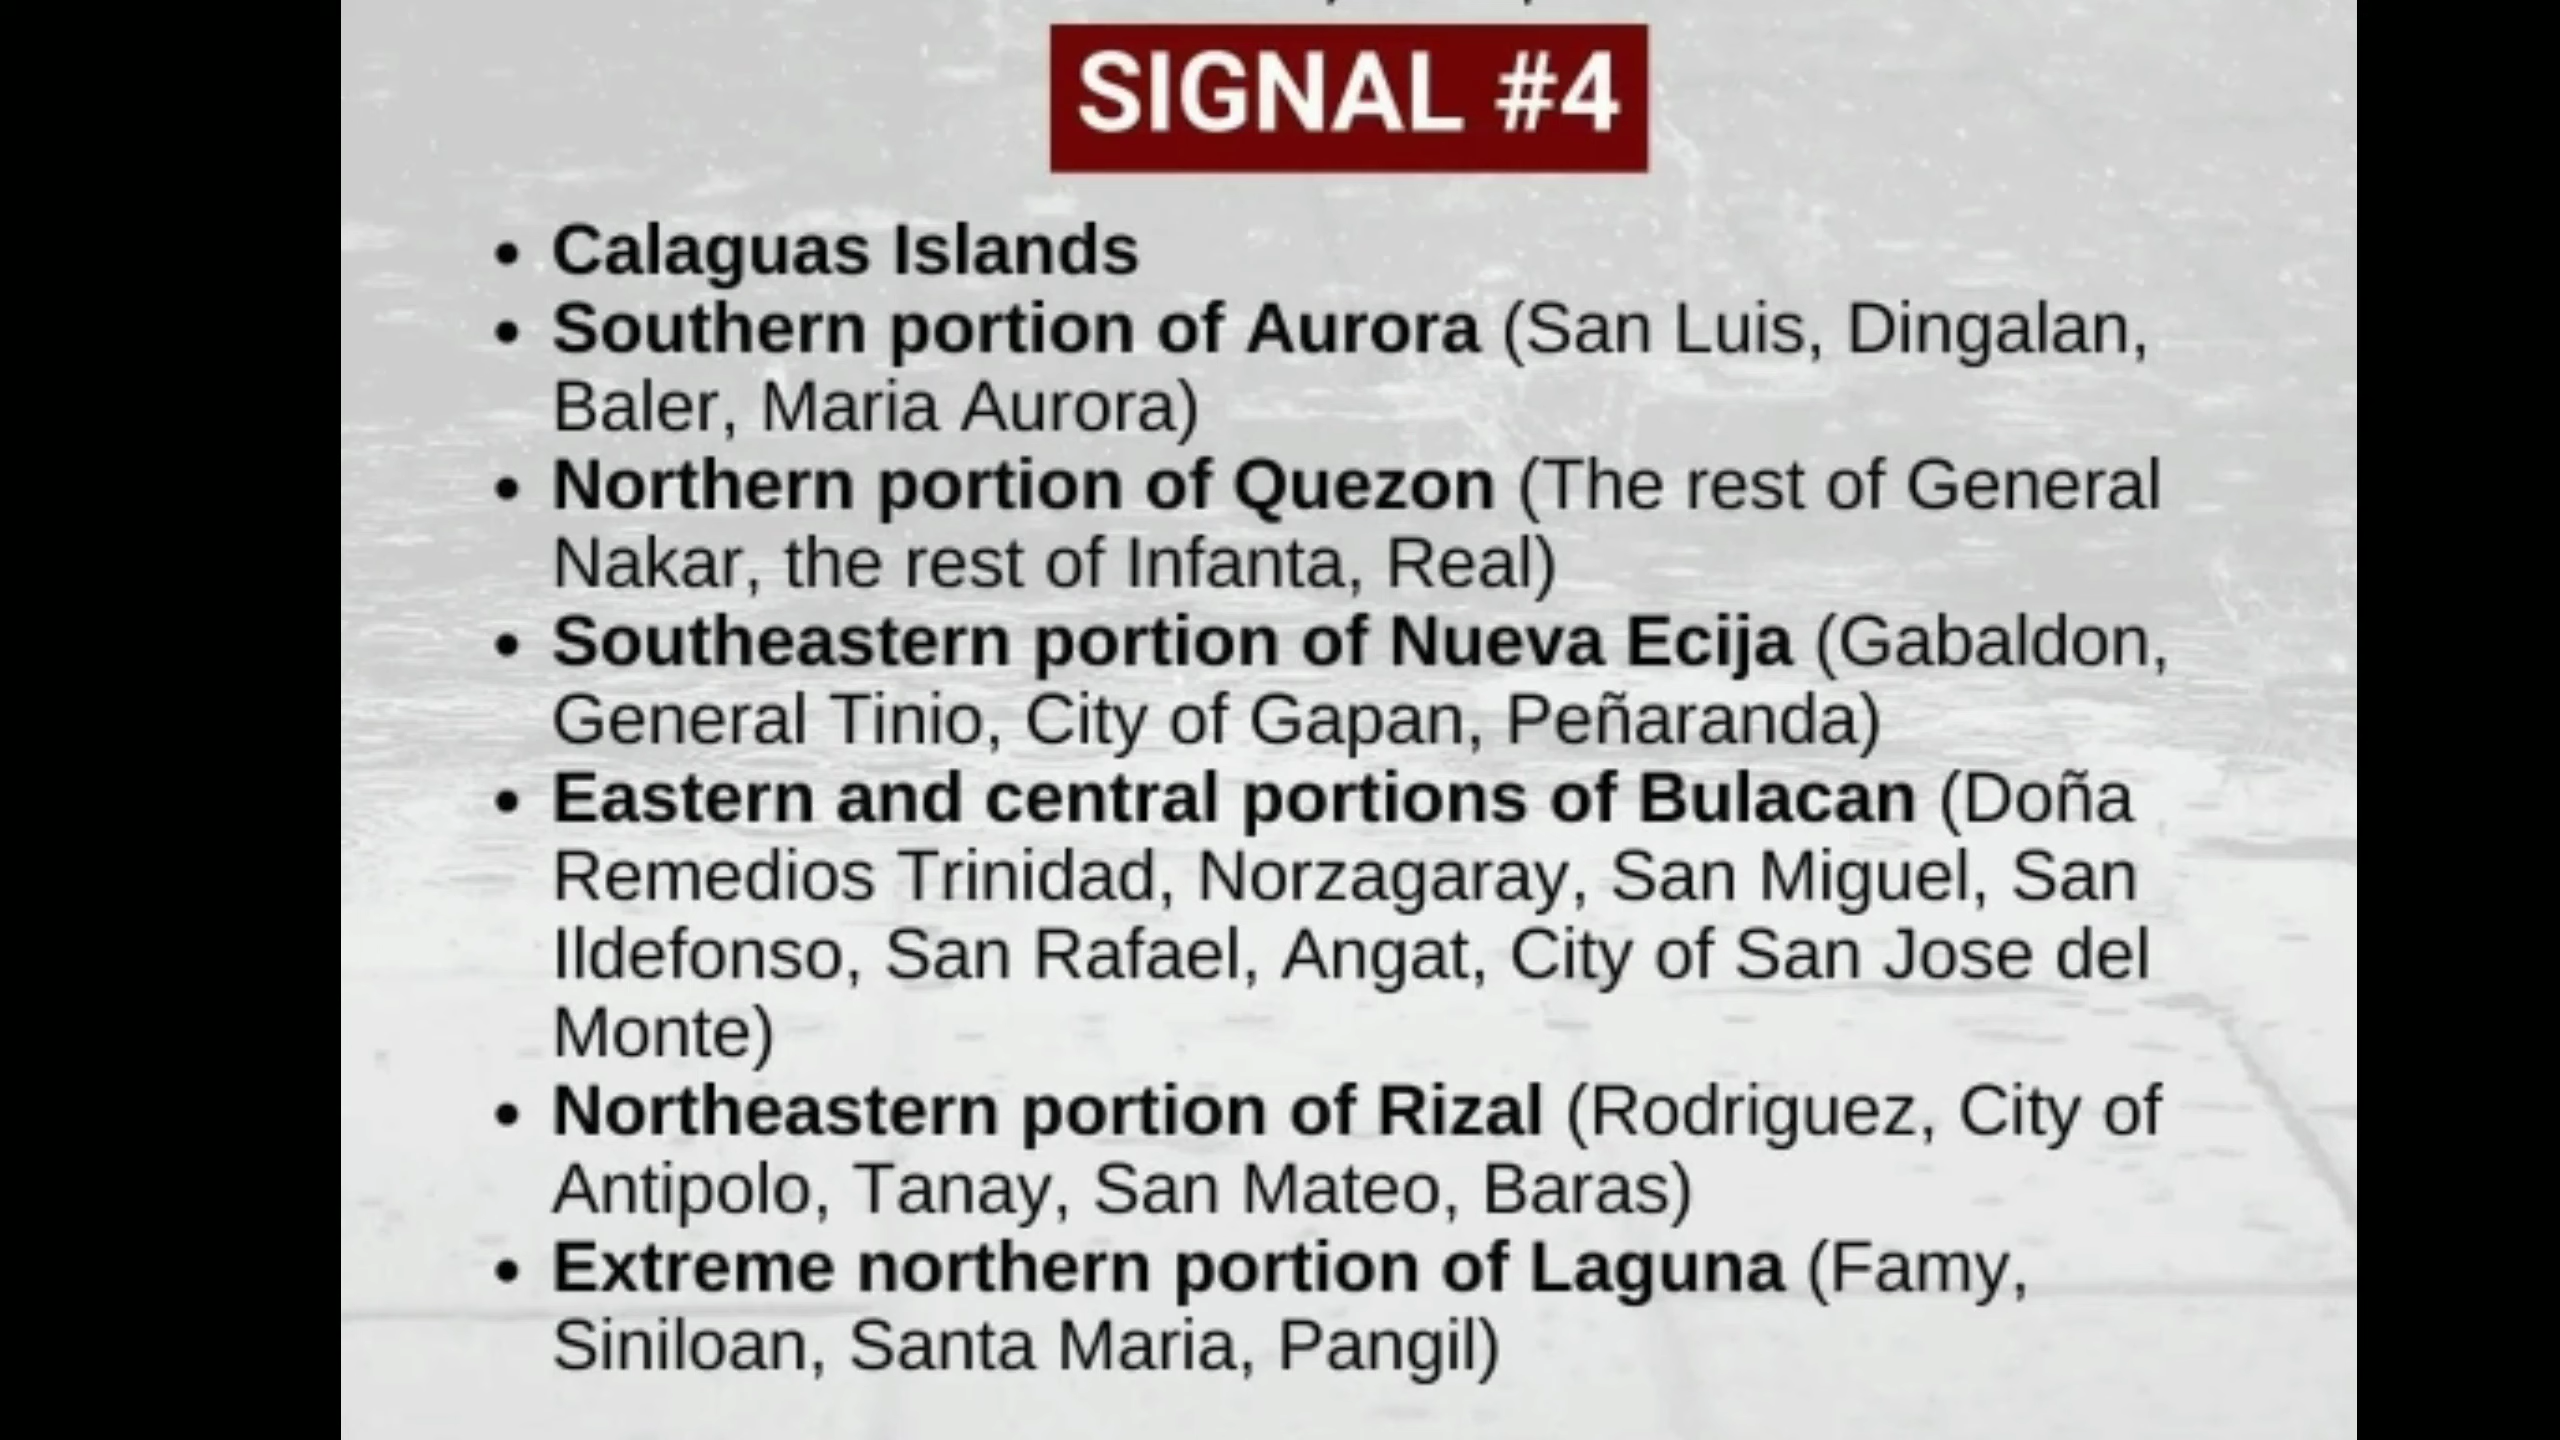 SIGNAL #4
• Calaguas Islands
• Southern portion of Aurora (San Luis, Dingalan,
Baler, Maria Aurora)
• Northern portion of Quezon (The rest of General
Nakar, the rest of Infanta, Real)
• Southeastern portion of Nueva Ecija (Gabaldon,
General Tinio, City of Gapan, Peñaranda)
• Eastern and central portions of Bulacan (Doña
Remedios Trinidad, Norzagaray, San Miguel, San
Ildefonso, San Rafael, Angat, City of San Jose del
Monte)
• Northeastern portion of Rizal (Rodriguez, City of
Antipolo, Tanay, San Mateo, Baras)
• Extreme northern portion of Laguna (Famy,
Siniloan, Santa Maria, Pangil)